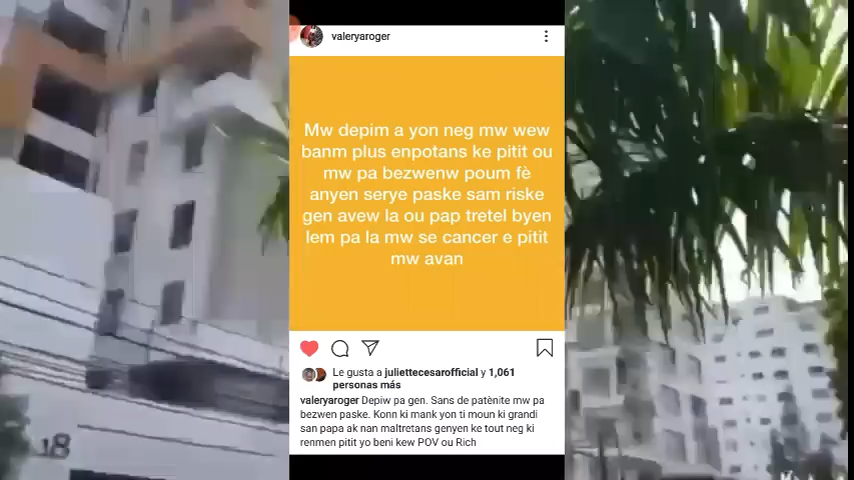 valeryaroger
Mw depim a yon neg mw wew
banm plus enpotans ke pitit ou
mw pa bezwenw poum fè
anyen serye paske sam riske
gen avew la ou pap tretel byen
lem pa la mw se cancer e pitit
mw avan
Le gusta a juliettecesarofficial y 1,061
personas más
valeryaroger Depiw pa gen. Sans de patènite mw pa
bezwen paske. Konn ki mank yon ti moun ki grandi
san papa ak nan maltretans genyen ke tout neg ki
renmen pitit yo beni kew POV ou Rich
18